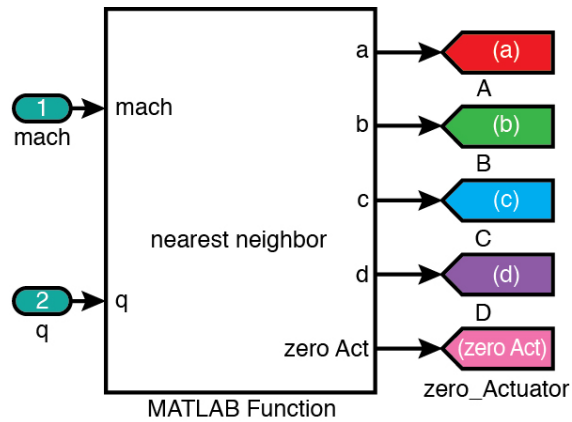 1
mach
2
q
mach
q
nearest neighbor
a
b
c
d
zero Act
MATLAB Function
(a)
A
(b)
B
(c)
C
(d)
D
(zero Act)
zero_Actuator